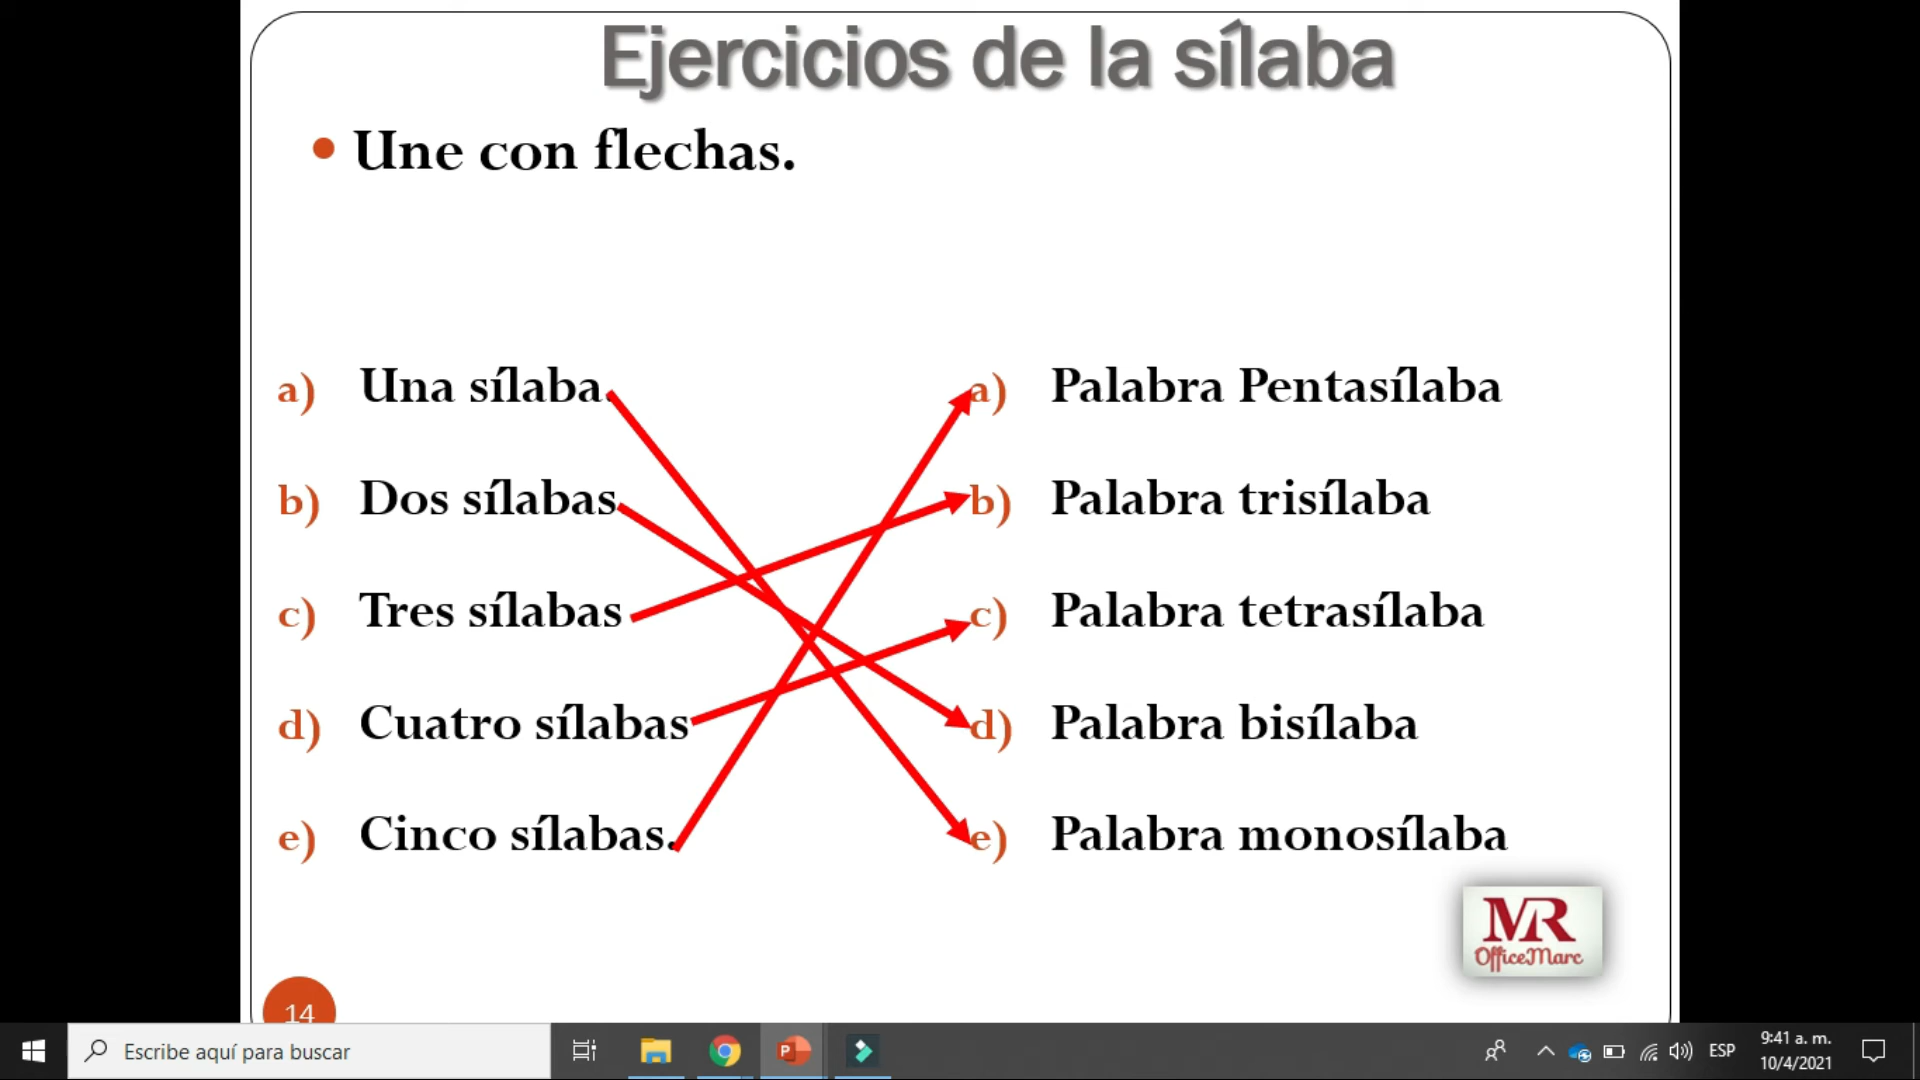 Ejercicios de la sílaba
• Une con flechas.
a) Una sílaba.
b) Dos sílabas
c) Tres sílabas
d) Cuatro sílabas
e) Cinco sílabas.
a) Palabra Pentasílaba
b) Palabra trisílaba
c) Palabra tetrasílaba
d) Palabra bisílaba
e) Palabra monosílaba
MR
OfficeMarc
14
Escribe aquí para buscar
P
ESP
9:41 a. m.
10/4/2021